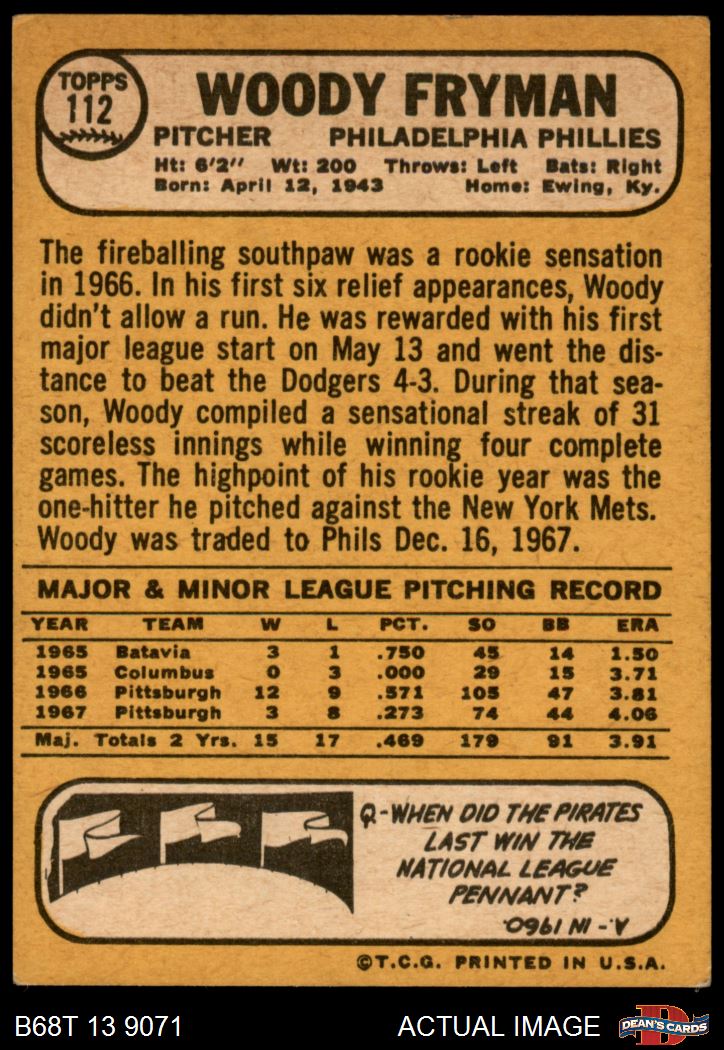 TOPPS
112
WOODY FRYMAN
PITCHER PHILADELPHIA PHILLIES
Ht: 6'2" Wt: 200 Throws: Left Bats: Right
Born: April 12, 1943 Home: Ewing, Ky.
The fireballing southpaw was a rookie sensation
in 1966. In his first six relief appearances, Woody
didn't allow a run. He was rewarded with his first
major league start on May 13 and went the dis-
tance to beat the Dodgers 4-3. During that sea-
son, Woody compiled a sensational streak of 31
scoreless innings while winning four complete
games. The highpoint of his rookie year was the
one-hitter he pitched against the New York Mets.
Woody was traded to Phils Dec. 16, 1967.
MAJOR & MINOR LEAGUE PITCHING RECORD
YEAR TEAM W L PCT. SO BB ERA
1965 Batavia 3 1 .750 45 14 1.50
1965 Columbus 0 3 .000 29 15 3.71
1966 Pittsburgh 12 9 .571 105 47 3.81
1967 Pittsburgh 3 8 .273 74 44 4.06
Maj. Totals 2 Yrs. 15 17 .469 179 91 3.91
Q-WHEN DID THE PIRATES
LAST WIN THE
NATIONAL LEAGUE
PENNANT?
A.- IN 1960.
©T.C.G. PRINTED IN U.S.A.
B68T 13 9071 ACTUAL IMAGE
DEAN'S CARDS